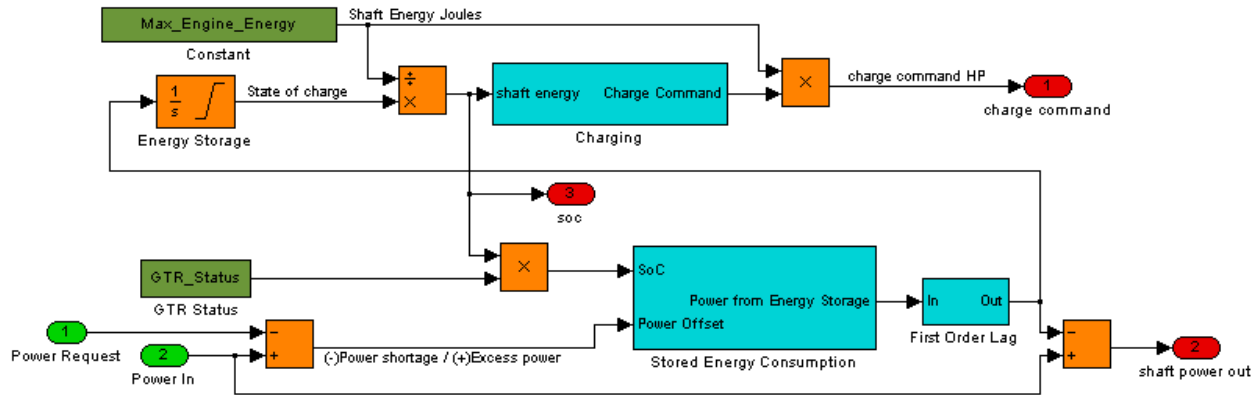 Shaft Energy Joules
Max_Engine_Energy
Constant
÷
×
1
s
State of charge
Energy Storage
shaft energy Charge Command
Charging
×
charge command HP
1
charge command
3
soc
GTR_Status
GTR Status
×
SoC
Power from Energy Storage
Power Offset
Stored Energy Consumption
In Out
First Order Lag
1
Power Request
2
Power In
−
+
(-)Power shortage / (+)Excess power
−
+
2
shaft power out